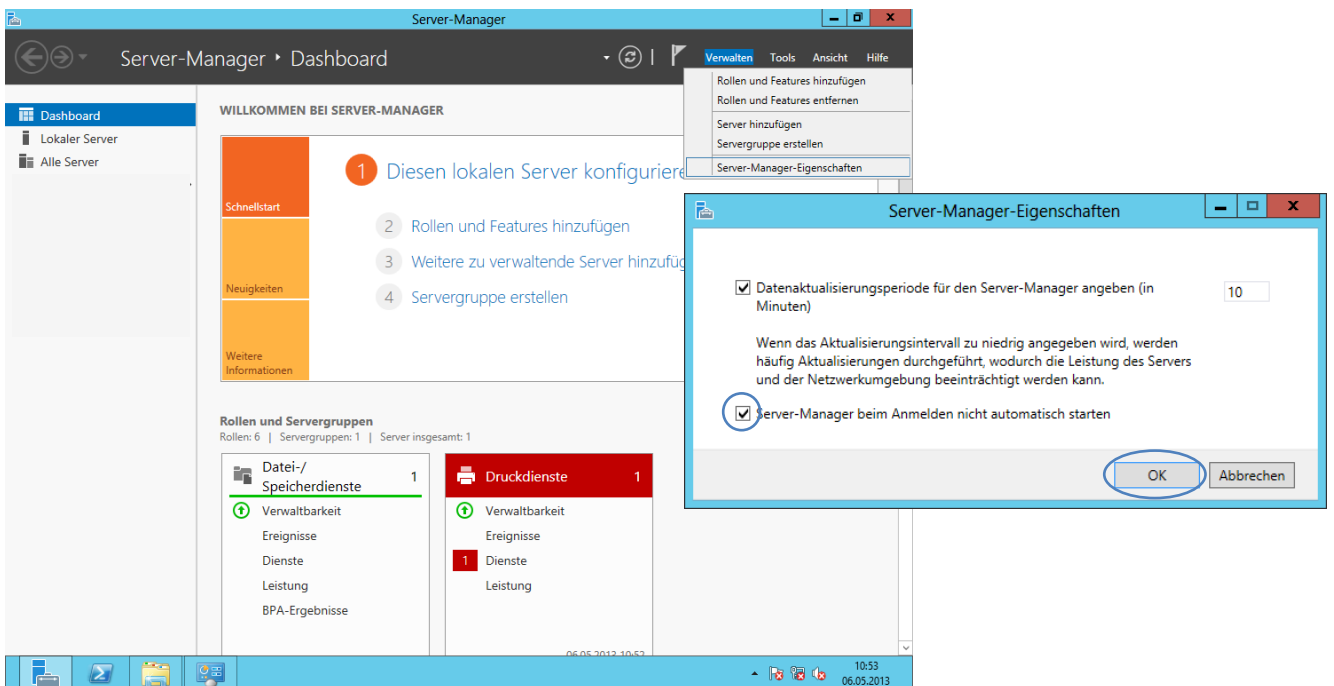 Server-Manager
Server-Manager • Dashboard
Verwalten Tools Ansicht Hilfe
Rollen und Features hinzufügen
Rollen und Features entfernen
Server hinzufügen
Servergruppe erstellen
Server-Manager-Eigenschaften
Dashboard
Lokaler Server
Alle Server
WILLKOMMEN BEI SERVER-MANAGER
Schnellstart
Neuigkeiten
Weitere
Informationen
1 Diesen lokalen Server konfiguriere
2 Rollen und Features hinzufügen
3 Weitere zu verwaltende Server hinzufüg
4 Servergruppe erstellen
Server-Manager-Eigenschaften
Datenaktualisierungsperiode für den Server-Manager angeben (in
Minuten)
10
Wenn das Aktualisierungsintervall zu niedrig angegeben wird, werden
häufig Aktualisierungen durchgeführt, wodurch die Leistung des Servers
und der Netzwerkumgebung beeinträchtigt werden kann.
Server-Manager beim Anmelden nicht automatisch starten
OK Abbrechen
Rollen und Servergruppen
Rollen: 6 | Servergruppen: 1 | Server insgesamt: 1
Datei-/
Speicherdienste
1
Verwaltbarkeit
Ereignisse
Dienste
Leistung
BPA-Ergebnisse
Druckdienste 1
Verwaltbarkeit
Ereignisse
1 Dienste
Leistung
06.05.2013 10:52
10:53
06.05.2013